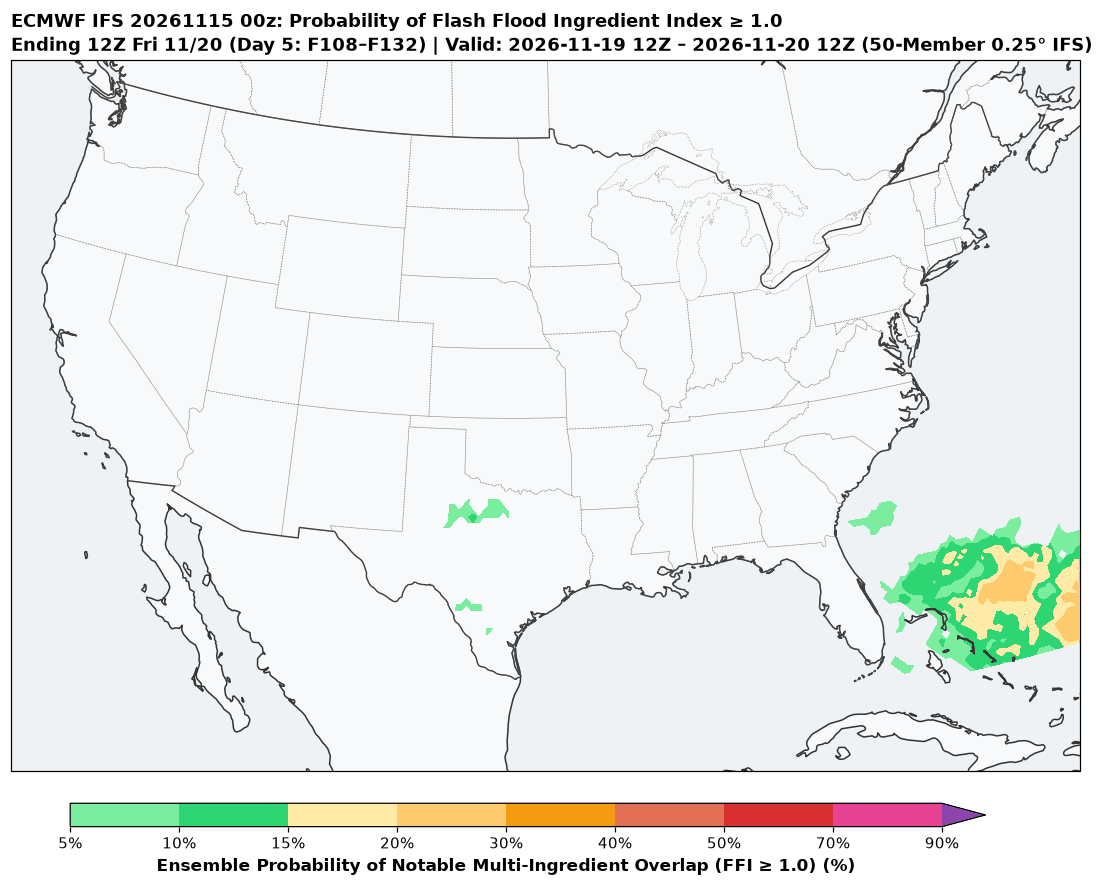 ECMWF IFS 20261115 00z: Probability of Flash Flood Ingredient Index ≥ 1.0
Ending 12Z Fri 11/20 (Day 5: F108–F132) | Valid: 2026-11-19 12Z – 2026-11-20 12Z (50-Member 0.25° IFS)
5% 10% 15% 20% 30% 40% 50% 70% 90%
Ensemble Probability of Notable Multi-Ingredient Overlap (FFI ≥ 1.0) (%)